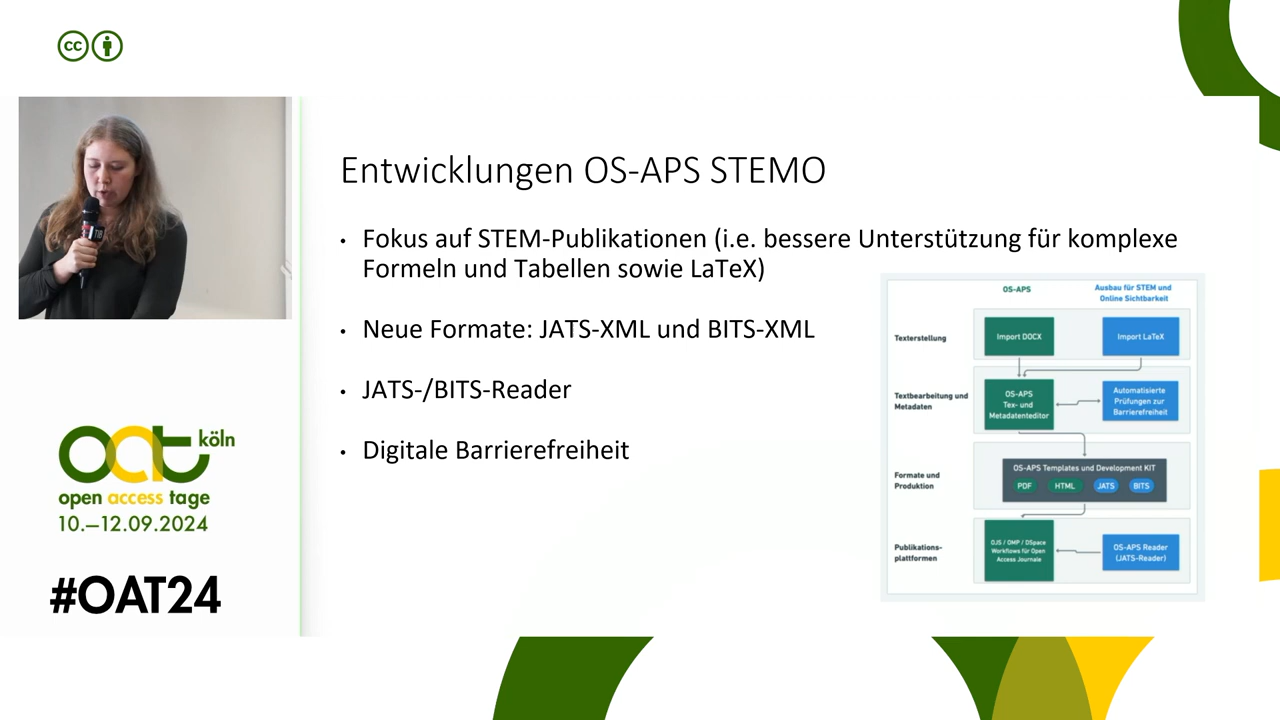 cc
Entwicklungen OS-APS STEMO
• Fokus auf STEM-Publikationen (i.e. bessere Unterstützung für komplexe
Formeln und Tabellen sowie LaTeX)
• Neue Formate: JATS-XML und BITS-XML
• JATS-/BITS-Reader
• Digitale Barrierefreiheit
OS-APS
Ausbau für STEM und
Online Sichtbarkeit
Texterstellung
Import DOCX
Import LaTeX
Textbearbeitung und
Metadaten
OS-APS
Tex- und
Metadateneditor
Automatisierte
Prüfungen zur
Barrierefreiheit
Formate und
Produktion
OS-APS Templates und Development KIT
PDF HTML JATS BITS
Publikations-
plattformen
OJS / OMP / DSpace
Workflows für Open
Access Journale
OS-APS Reader
(JATS-Reader)
oat köln
open access tage
10.–12.09.2024
#OAT24